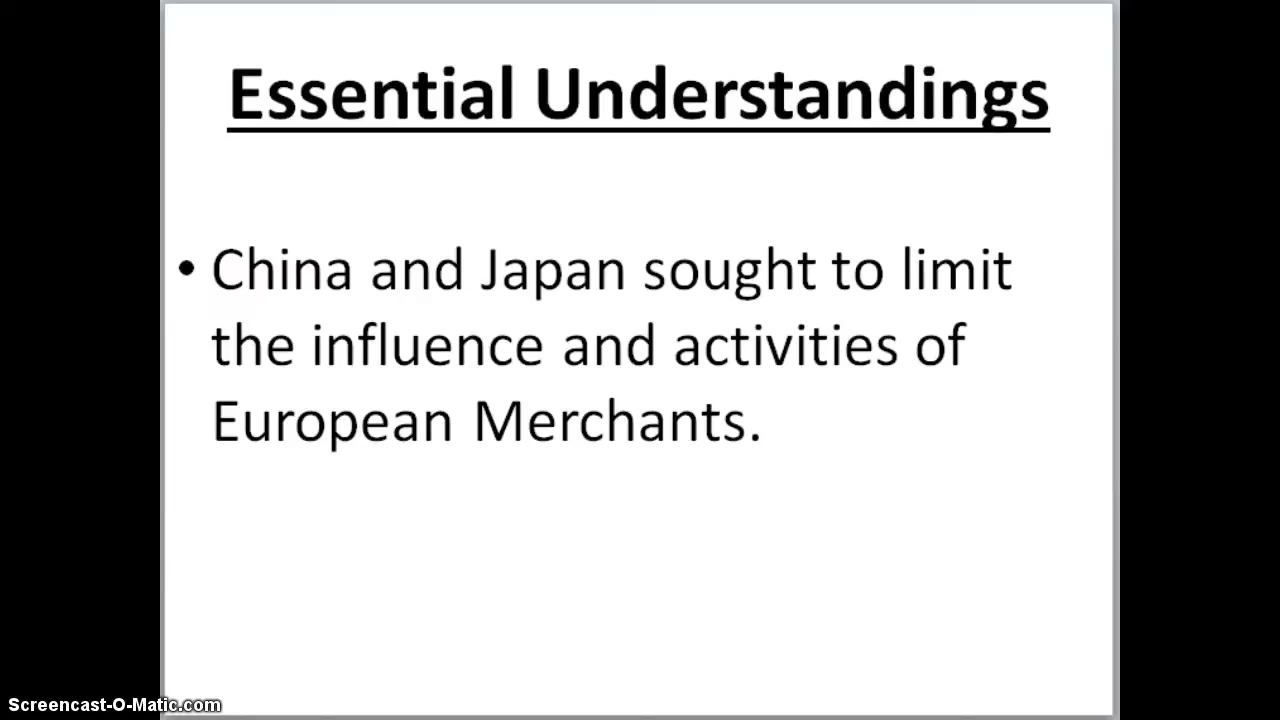 Essential Understandings
• China and Japan sought to limit
the influence and activities of
European Merchants.
Screencast-O-Matic.com